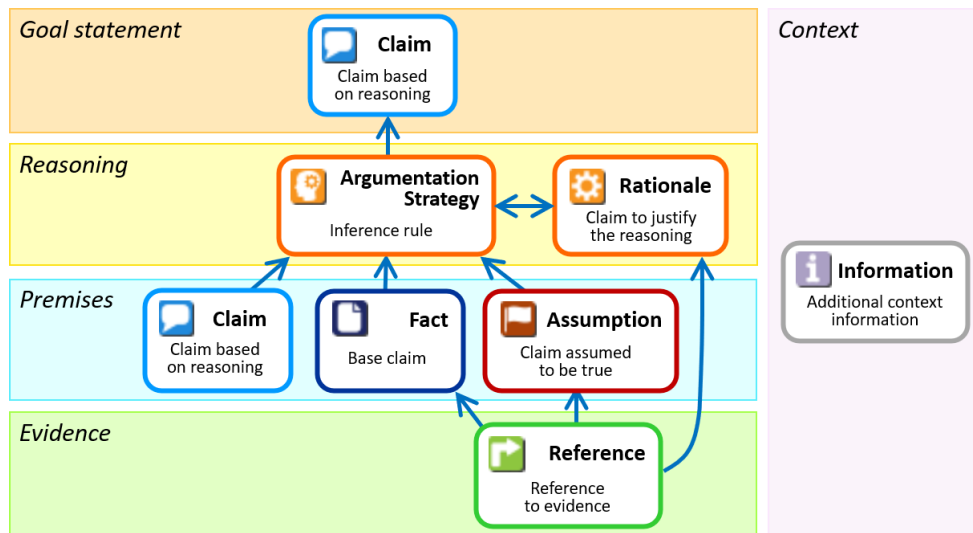 Goal statement
Claim
Claim based
on reasoning
Context
Reasoning
Argumentation
Strategy
Inference rule
Rationale
Claim to justify
the reasoning
Information
Additional context
information
Premises
Claim
Claim based
on reasoning
Fact
Base claim
Assumption
Claim assumed
to be true
Evidence
Reference
Reference
to evidence